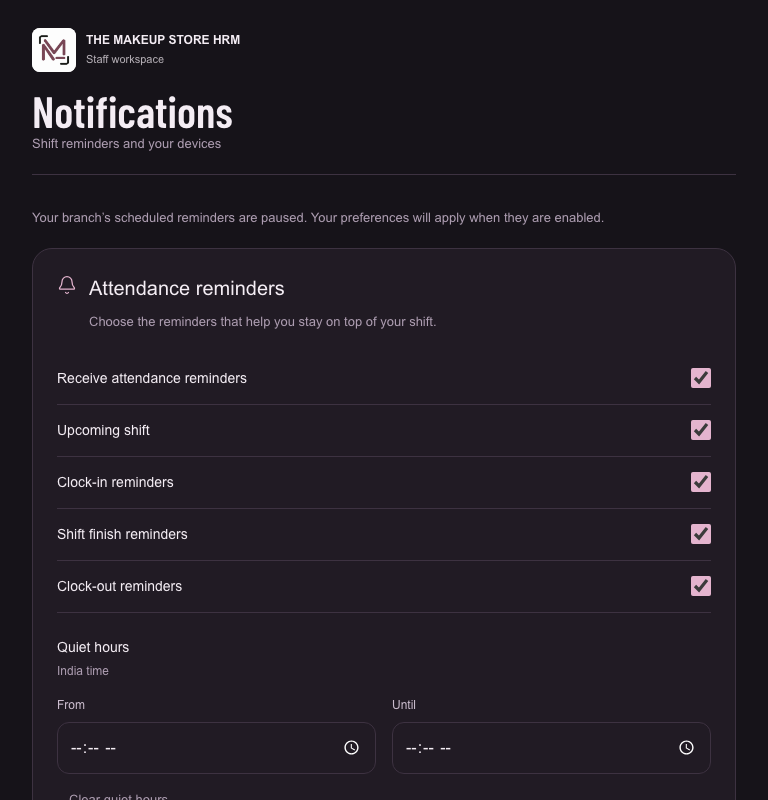 THE MAKEUP STORE HRM
Staff workspace
Notifications
Shift reminders and your devices
Your branch's scheduled reminders are paused. Your preferences will apply when they are enabled.
Attendance reminders
Choose the reminders that help you stay on top of your shift.
Receive attendance reminders
Upcoming shift
Clock-in reminders
Shift finish reminders
Clock-out reminders
Quiet hours
India time
From
Until
--:-- --
--:-- --
Clear quiet hours